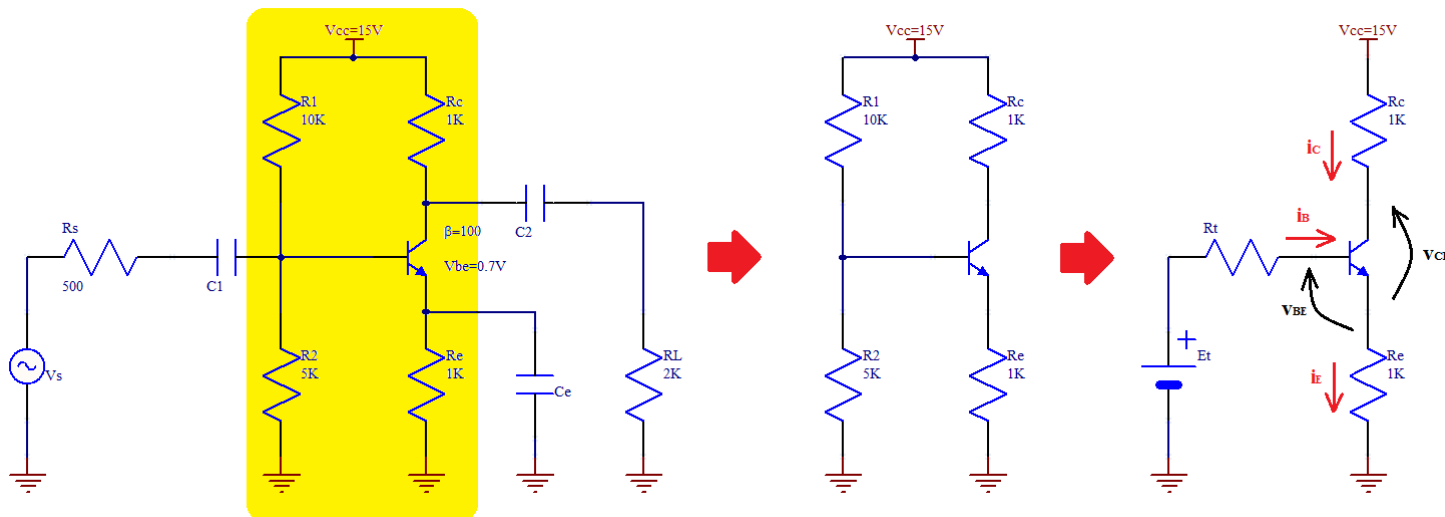 Vcc=15V
R1
10K
Rc
1K
Rs
500
C1
β=100
Vbe=0.7V
C2
Vs
R2
5K
Re
1K
Ce
RL
2K
Vcc=15V
R1
10K
Rc
1K
R2
5K
Re
1K
Vcc=15V
Rc
1K
iC
iB
Rt
VBE
Et
+
Re
1K
iE